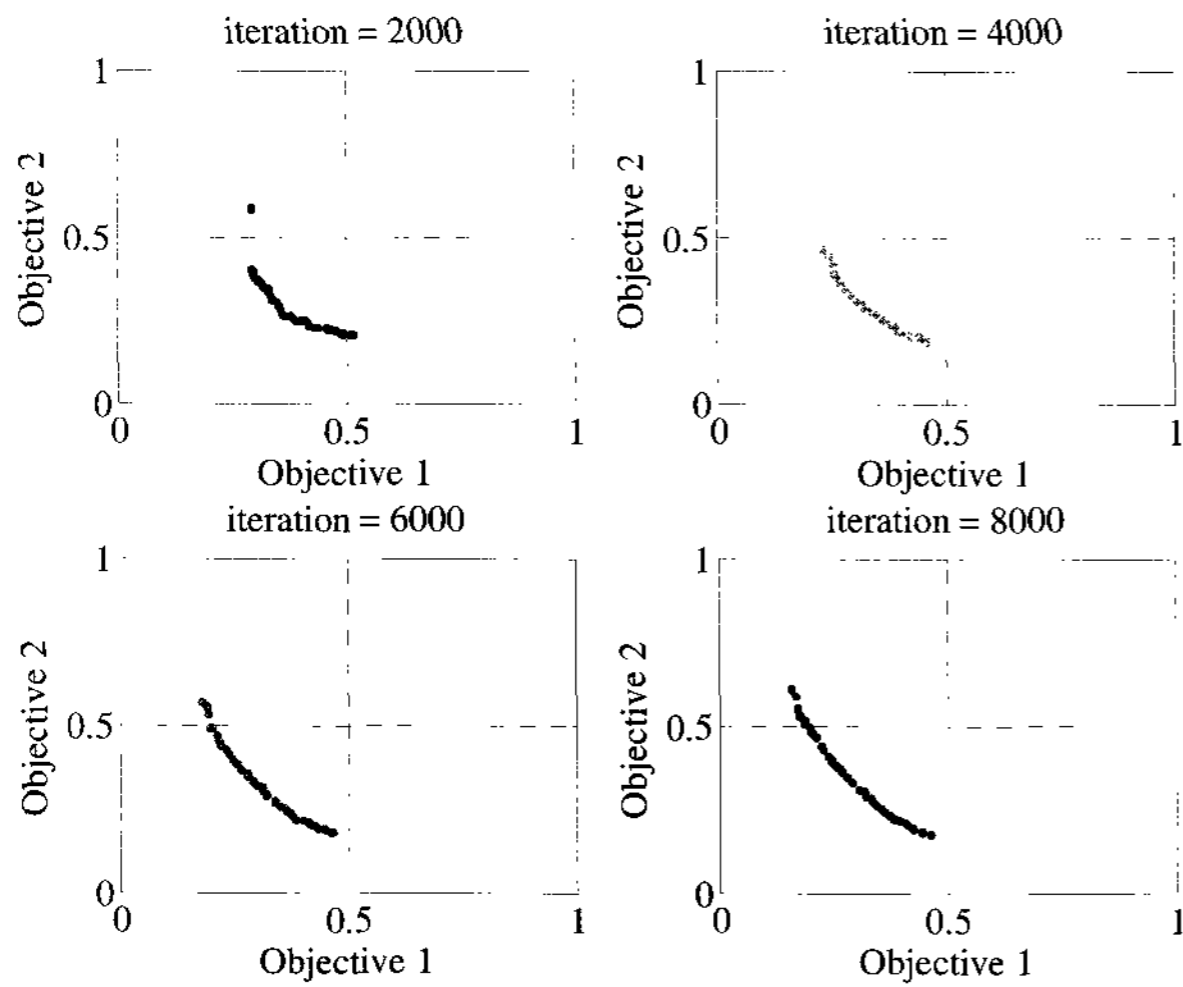 iteration = 2000
1
0.5
0
Objective 2
0
0.5
1
Objective 1
iteration = 4000
1
0.5
0
Objective 2
0
0.5
1
Objective 1
iteration = 6000
1
0.5
0
Objective 2
0
0.5
1
Objective 1
iteration = 8000
1
0.5
0
Objective 2
0
0.5
1
Objective 1